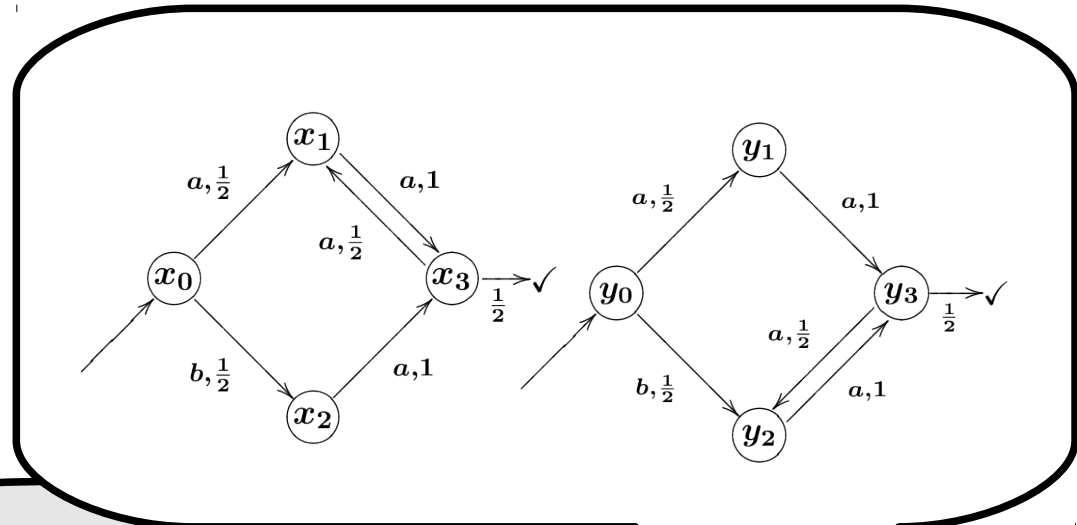 x₁
a,½ a,1
a,½
x₀ x₃ ½ ✓
b,½ a,1
x₂
y₁
a,½ a,1
y₀ y₃ ½ ✓
a,½
b,½ a,1
y₂